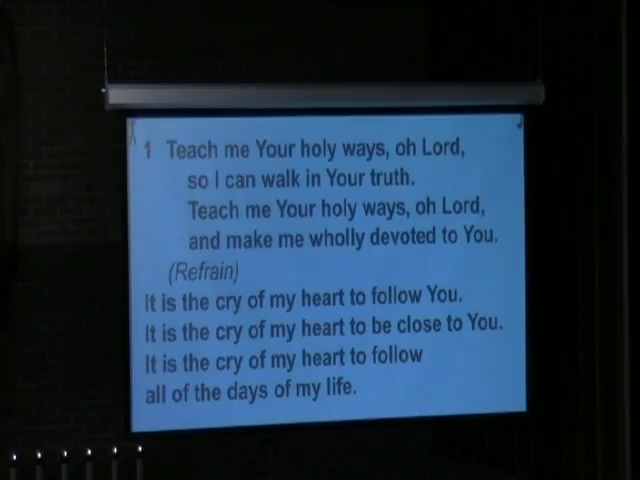 1 Teach me Your holy ways, oh Lord,
so I can walk in Your truth.
Teach me Your holy ways, oh Lord,
and make me wholly devoted to You.
(Refrain)
It is the cry of my heart to follow You.
It is the cry of my heart to be close to You.
It is the cry of my heart to follow
all of the days of my life.